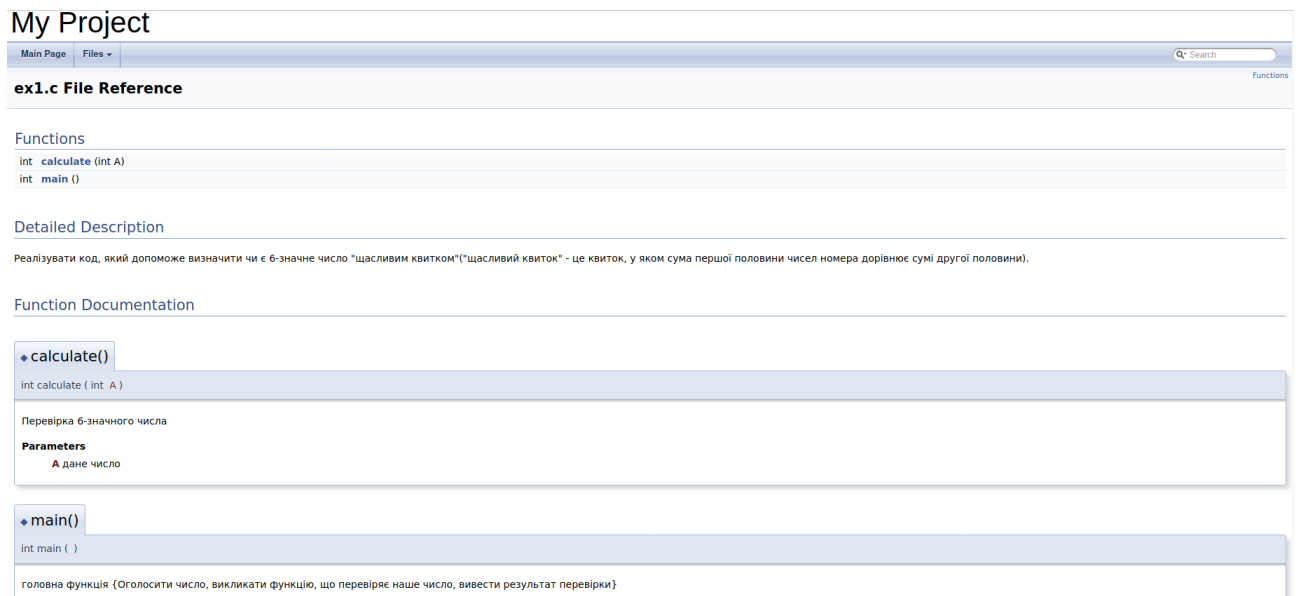 My Project
Main Page Files
Search
Functions
ex1.c File Reference
Functions
int calculate (int A)
int main ()
Detailed Description
Реалізувати код, який допоможе визначити чи є 6-значне число "щасливим квитком"("щасливий квиток" - це квиток, у яком сума першої половини чисел номера дорівнює сумі другої половини).
Function Documentation
calculate()
int calculate ( int A )
Перевірка 6-значного числа
Parameters
A дане число
main()
int main ( )
головна функція {Оголосити число, викликати функцію, що перевіряє наше число, вивести результат перевірки}